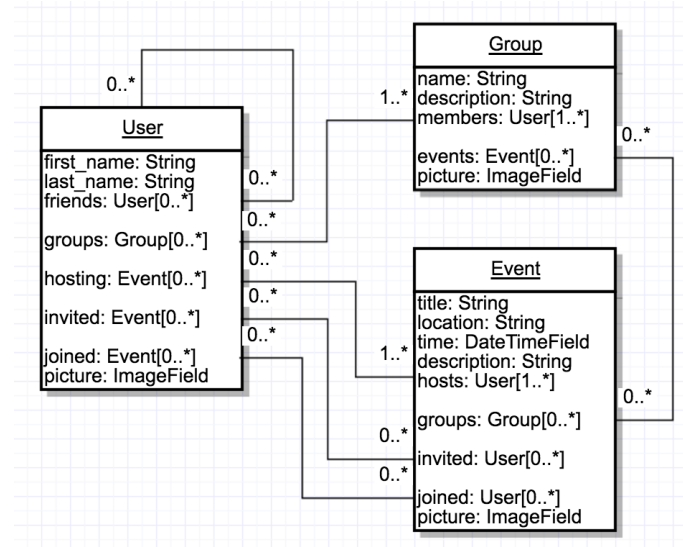 Group
name: String
description: String
members: User[1..*]
events: Event[0..*]
picture: ImageField
0..*
1..*
0..*
User
first_name: String
last_name: String
friends: User[0..*]
groups: Group[0..*]
hosting: Event[0..*]
invited: Event[0..*]
joined: Event[0..*]
picture: ImageField
0..*
0..*
0..*
0..*
0..*
Event
title: String
location: String
time: DateTimeField
description: String
hosts: User[1..*]
groups: Group[0..*]
invited: User[0..*]
joined: User[0..*]
picture: ImageField
1..*
0..*
0..*
0..*